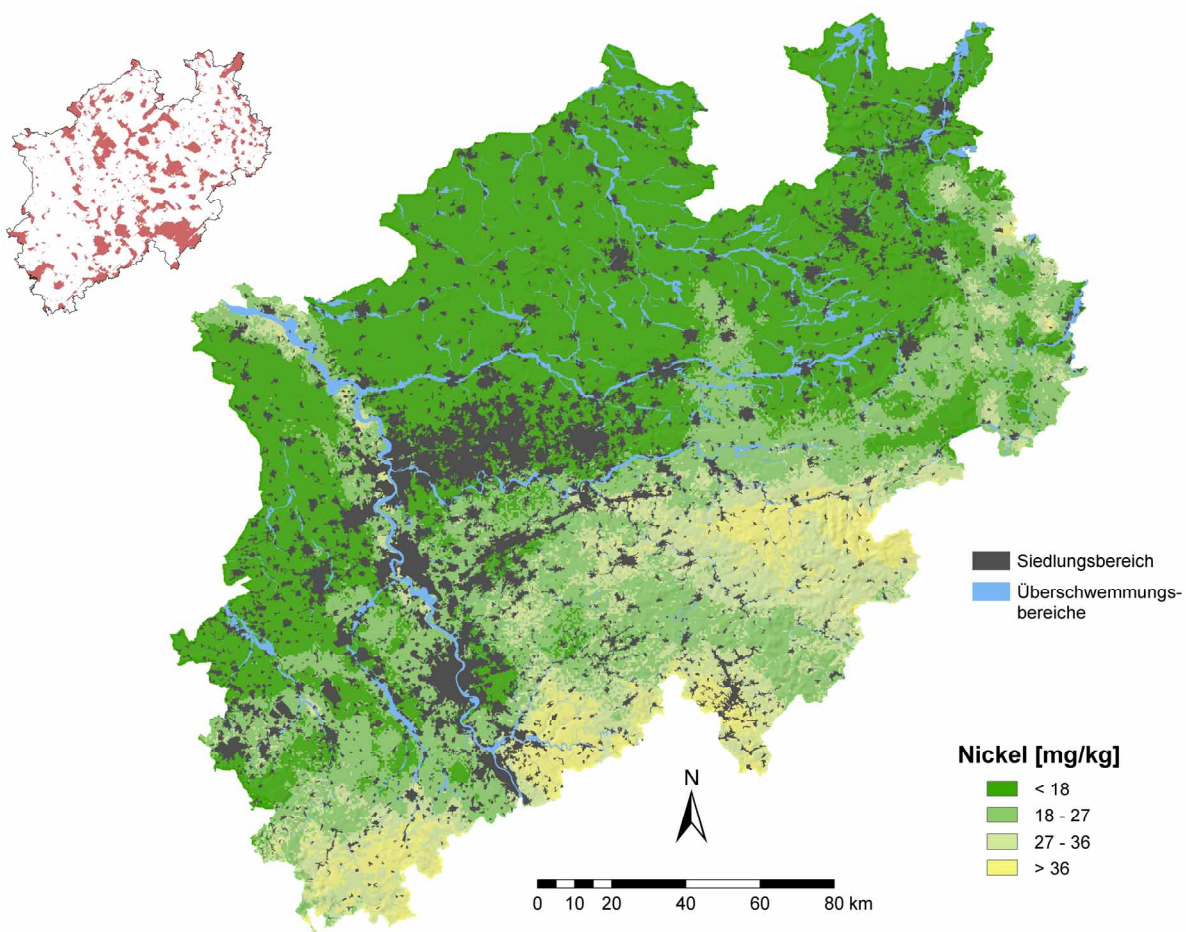 Siedlungsbereich
Überschwemmungs-
bereiche
Nickel [mg/kg]
< 18
18 - 27
27 - 36
> 36
N
0 10 20 40 60 80 km